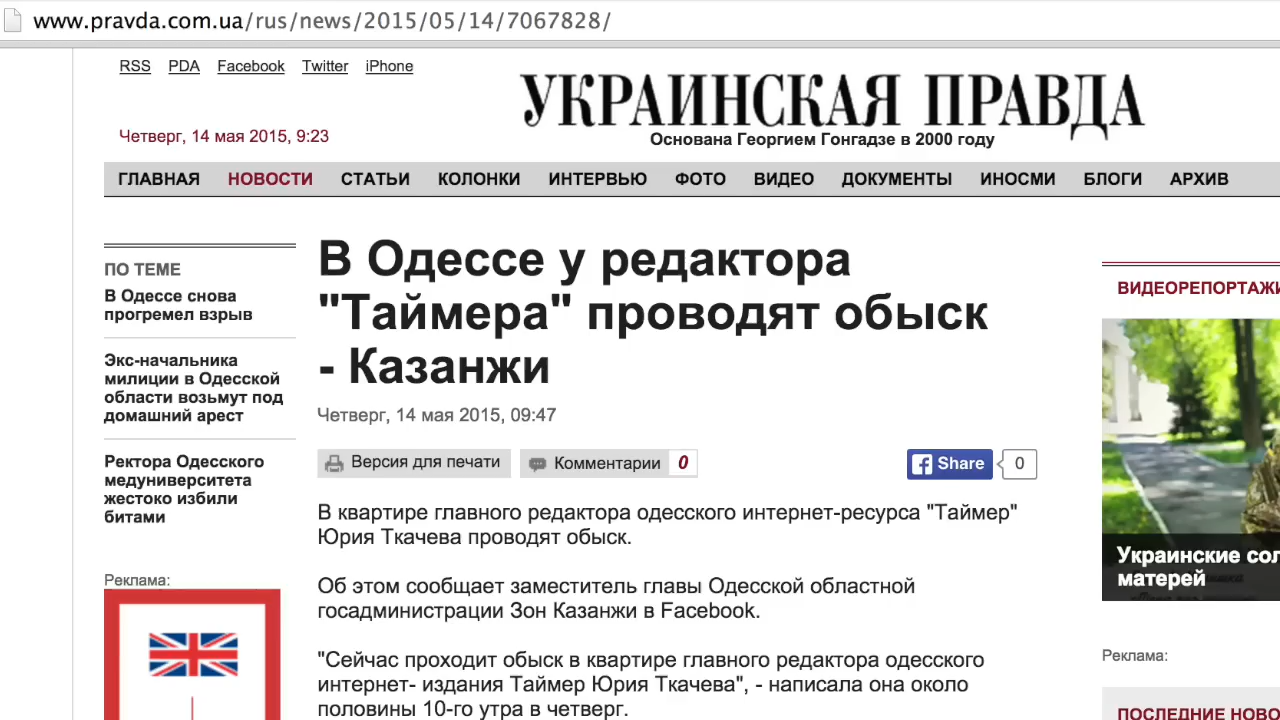 www.pravda.com.ua/rus/news/2015/05/14/7067828/
RSS PDA Facebook Twitter iPhone
УКРАИНСКАЯ ПРАВДА
Четверг, 14 мая 2015, 9:23
Основана Георгием Гонгадзе в 2000 году
ГЛАВНАЯ НОВОСТИ СТАТЬИ КОЛОНКИ ИНТЕРВЬЮ ФОТО ВИДЕО ДОКУМЕНТЫ ИНОСМИ БЛОГИ АРХИВ
ПО ТЕМЕ
В Одессе снова
прогремел взрыв
Экс-начальника
милиции в Одесской
области возьмут под
домашний арест
Ректора Одесского
медуниверситета
жестоко избили
битами
Реклама:
В Одессе у редактора
"Таймера" проводят обыск
- Казанжи
Четверг, 14 мая 2015, 09:47
Версия для печати Комментарии 0 Share 0
В квартире главного редактора одесского интернет-ресурса "Таймер"
Юрия Ткачева проводят обыск.
Об этом сообщает заместитель главы Одесской областной
госадминистрации Зон Казанжи в Facebook.
"Сейчас проходит обыск в квартире главного редактора одесского
интернет- издания Таймер Юрия Ткачева", - написала она около
половины 10-го утра в четверг.
ВИДЕОРЕПОРТАЖИ
Украинские сол
матерей
Реклама:
ПОСЛЕДНИЕ НОВО